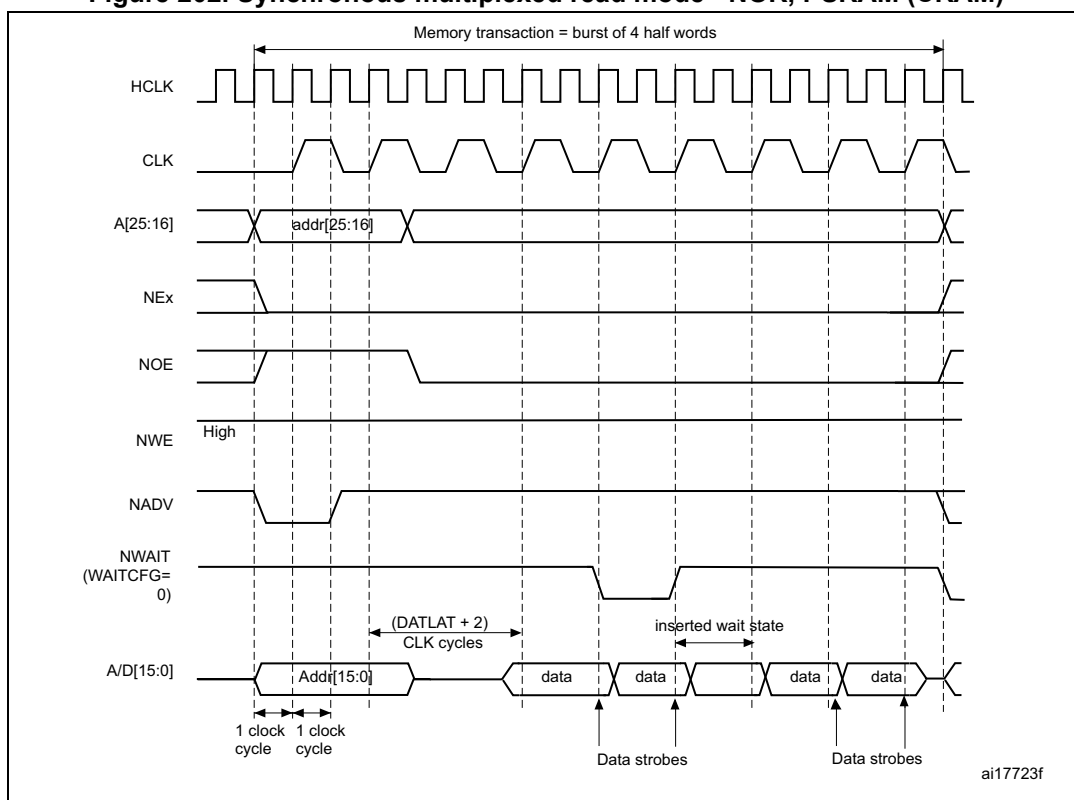 Figure 202. Synchronous multiplexed read mode - NOR, PSRAM (CRAM)
Memory transaction = burst of 4 half words
HCLK
CLK
A[25:16]
addr[25:16]
NEx
NOE
High
NWE
NADV
NWAIT
(WAITCFG=
0)
(DATLAT + 2)
CLK cycles
inserted wait state
A/D[15:0]
Addr[15:0]
data
data
data
data
1 clock
cycle
1 clock
cycle
Data strobes
Data strobes
ai17723f